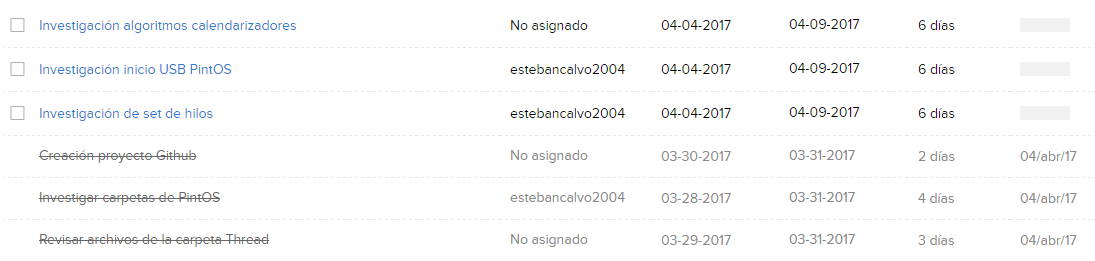 Investigación algoritmos calendarizadores No asignado 04-04-2017 04-09-2017 6 días
Investigación inicio USB PintOS estebancalvo2004 04-04-2017 04-09-2017 6 días
Investigación de set de hilos estebancalvo2004 04-04-2017 04-09-2017 6 días
Creación proyecto Github No asignado 03-30-2017 03-31-2017 2 días 04/abr/17
Investigar carpetas de PintOS estebancalvo2004 03-28-2017 03-31-2017 4 días 04/abr/17
Revisar archivos de la carpeta Thread No asignado 03-29-2017 03-31-2017 3 días 04/abr/17